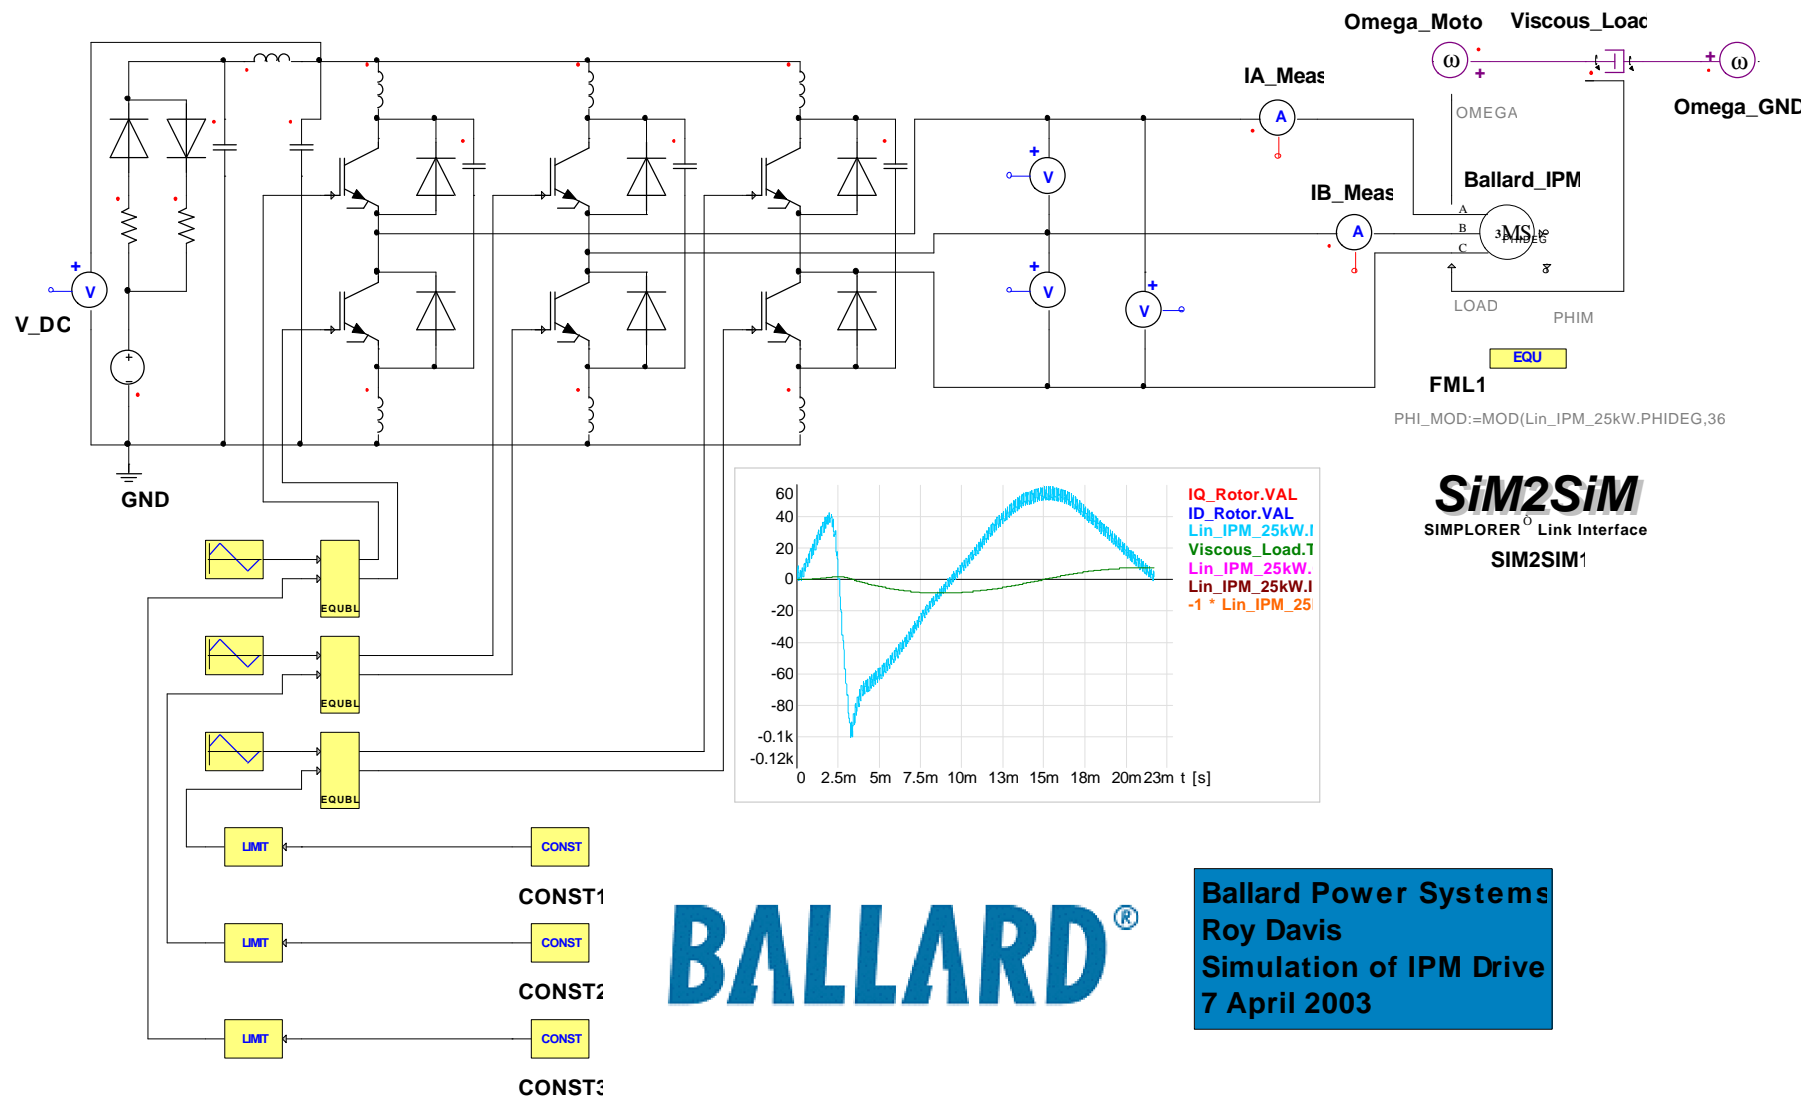 Omega_Moto
Viscous_Load
IA_Meas
Omega_GND
OMEGA
Ballard_IPM
IB_Meas
A
A
A
B
C
3 MS
PHIDEG
ω
ω
V
V
V
V
V_DC
LOAD
PHIM
EQU
FML1
PHI_MOD:=MOD(Lin_IPM_25kW.PHIDEG,36
GND
SiM2SiM
SIMPLORER Link Interface
SIM2SIM1
60
40
20
0
-20
-40
-60
-80
-0.1k
-0.12k
0 2.5m 5m 7.5m 10m 13m 15m 18m 20m 23m t [s]
IQ_Rotor.VAL
ID_Rotor.VAL
Lin_IPM_25kW.I
Viscous_Load.T
Lin_IPM_25kW.
Lin_IPM_25kW.I
-1 * Lin_IPM_25
EQUBL
EQUBL
EQUBL
LIMIT
CONST
CONST1
LIMIT
CONST
CONST2
LIMIT
CONST
CONST3
BALLARD®
Ballard Power Systems
Roy Davis
Simulation of IPM Drive
7 April 2003